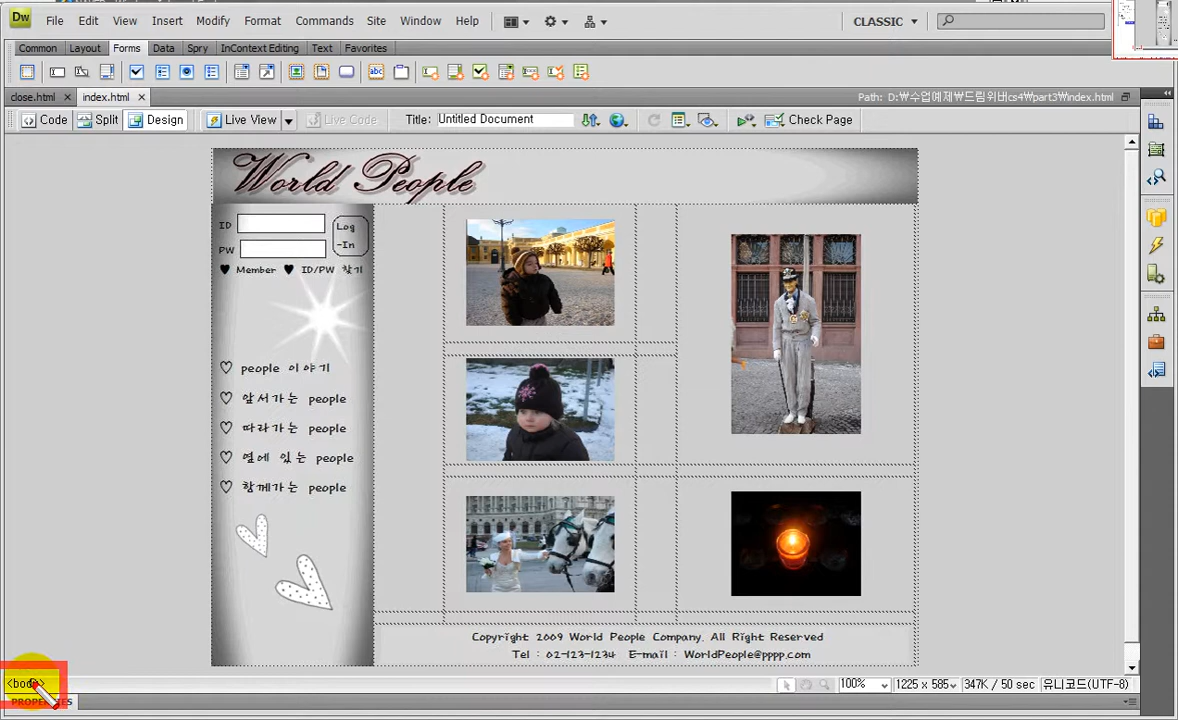 Dw File Edit View Insert Modify Format Commands Site Window Help CLASSIC
Common Layout Forms Data Spry InContext Editing Text Favorites
close.html index.html Path: D:₩수업예제₩드림위버cs4₩part3₩index.html
Code Split Design Live View Live Code Title: Untitled Document Check Page
World People
ID
Log
-In
PW
Member ID/PW 찾기
people 이야기
앞서가는 people
따라가는 people
옆에 있는 people
함께가는 people
Copyright 2009 World People Company. All Right Reserved
Tel : 02-123-1234 E-mail : WorldPeople@pppp.com
<body> 100% 1225 x 585 347K / 50 sec 유니코드(UTF-8)
PROPERTIES